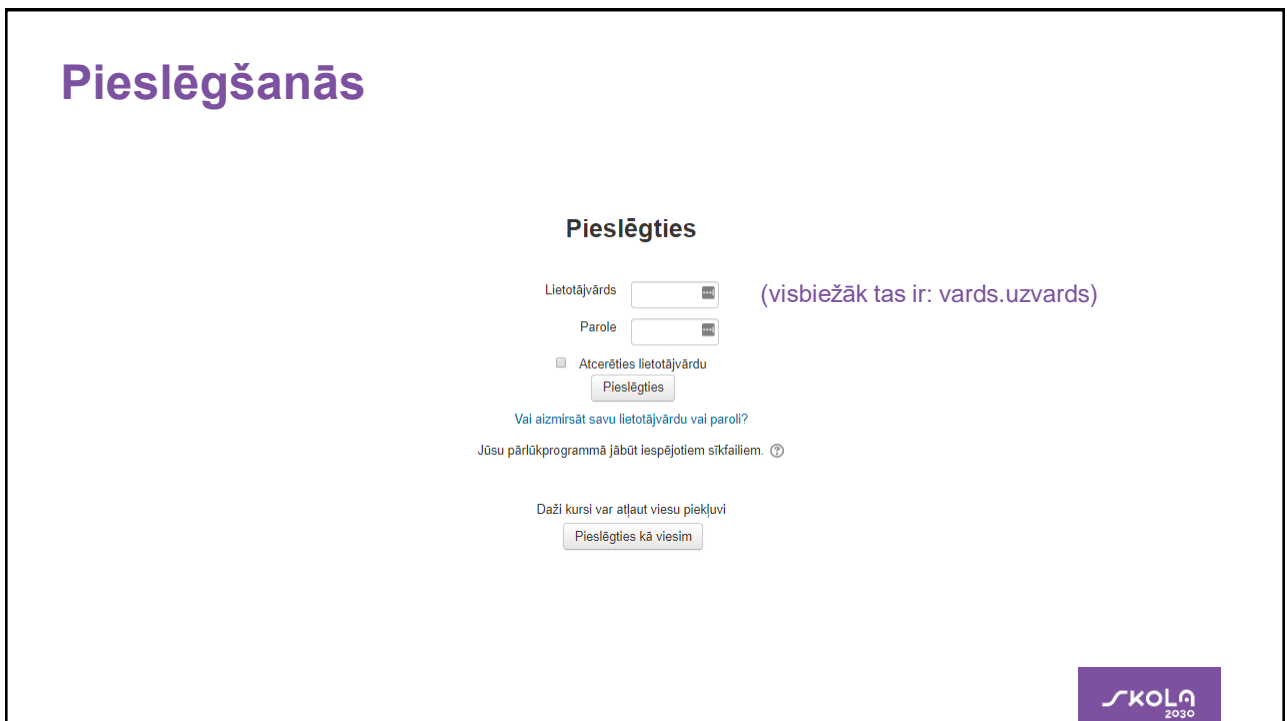 Pieslēgšanās
Pieslēgties
Lietotājvārds (visbiežāk tas ir: vards.uzvards)
Parole
Atcerēties lietotājvārdu
Pieslēgties
Vai aizmirsāt savu lietotājvārdu vai paroli?
Jūsu pārlūkprogrammā jābūt iespējotiem sīkfailiem. ?
Daži kursi var atļaut viesu piekļuvi
Pieslēgties kā viesim
SKOLA
2030